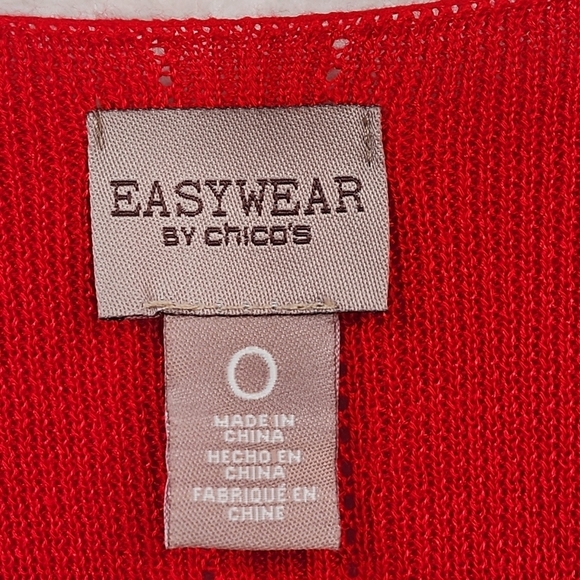 EASYWEAR
BY CHICO'S
0
MADE IN
CHINA
HECHO EN
CHINA
FABRIQUÉ EN
CHINE